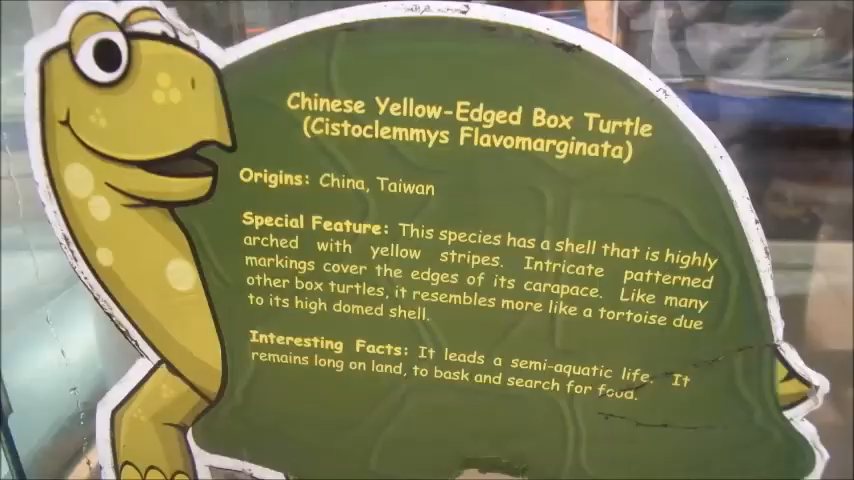 Chinese Yellow-Edged Box Turtle
(Cistoclemmys Flavomarginata)
Origins: China, Taiwan
Special Feature: This species has a shell that is highly
arched with yellow stripes. Intricate patterned
markings cover the edges of its carapace. Like many
other box turtles, it resembles more like a tortoise due
to its high domed shell.
Interesting Facts: It leads a semi-aquatic life. It
remains long on land, to bask and search for food.